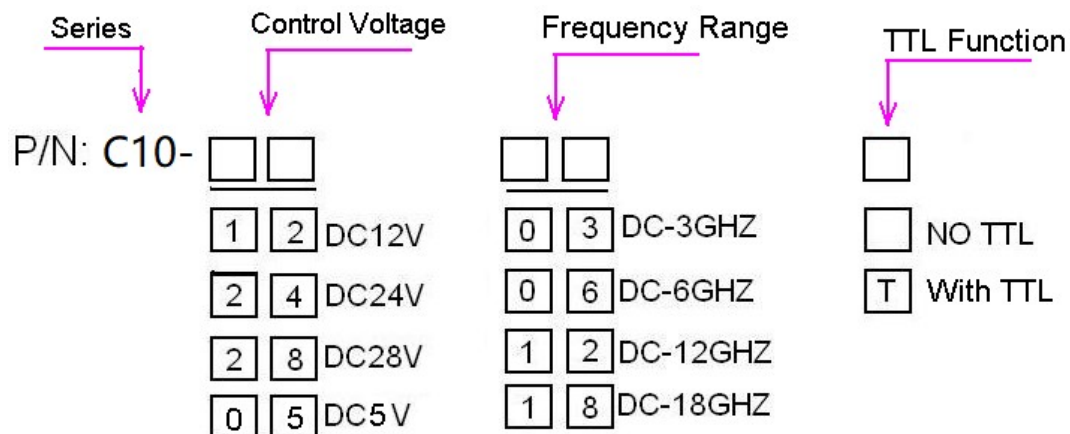 Series Control Voltage Frequency Range TTL Function
P/N: C10-
1 2 DC12V 0 3 DC-3GHZ NO TTL
2 4 DC24V 0 6 DC-6GHZ T With TTL
2 8 DC28V 1 2 DC-12GHZ
0 5 DC5V 1 8 DC-18GHZ